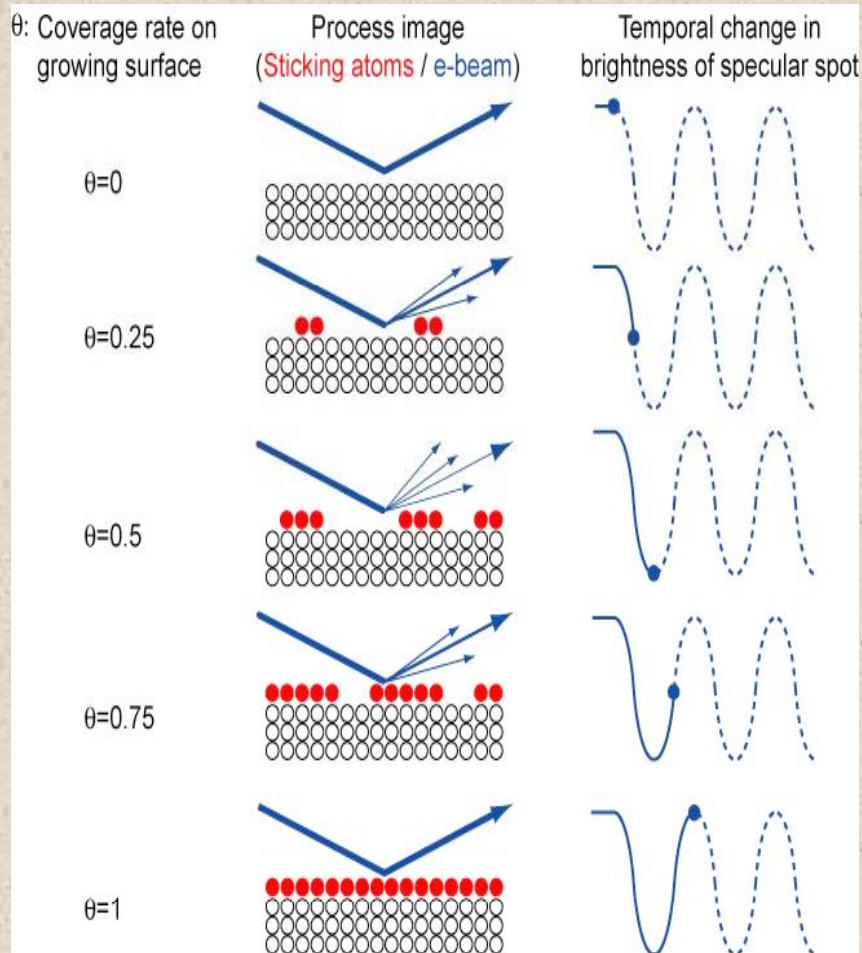 θ: Coverage rate on
growing surface
Process image
(Sticking atoms / e-beam)
Temporal change in
brightness of specular spot
θ=0
θ=0.25
θ=0.5
θ=0.75
θ=1